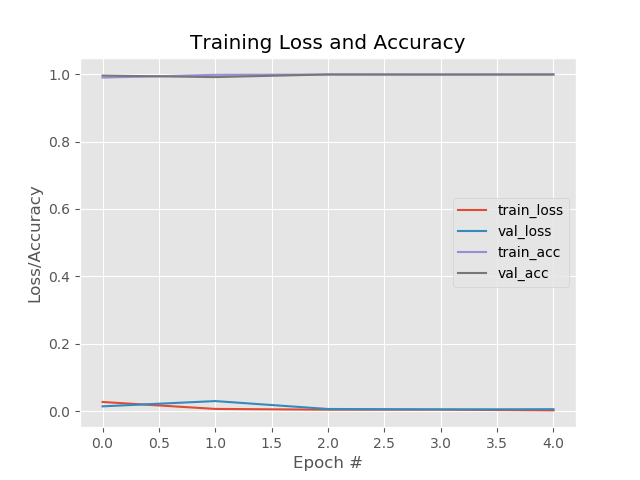 Training Loss and Accuracy
1.0
0.8
0.6
0.4
0.2
0.0
Loss/Accuracy
train_loss
val_loss
train_acc
val_acc
0.0 0.5 1.0 1.5 2.0 2.5 3.0 3.5 4.0
Epoch #